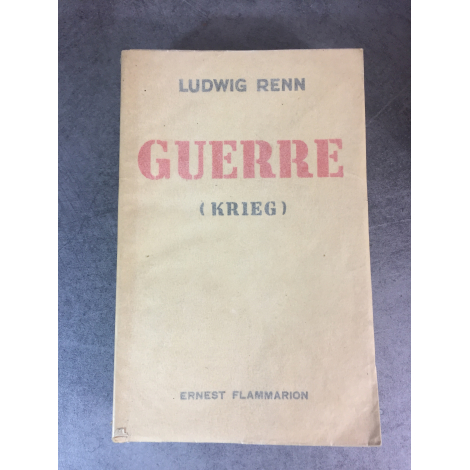 LUDWIG RENN
GUERRE
(KRIEG)
ERNEST FLAMMARION